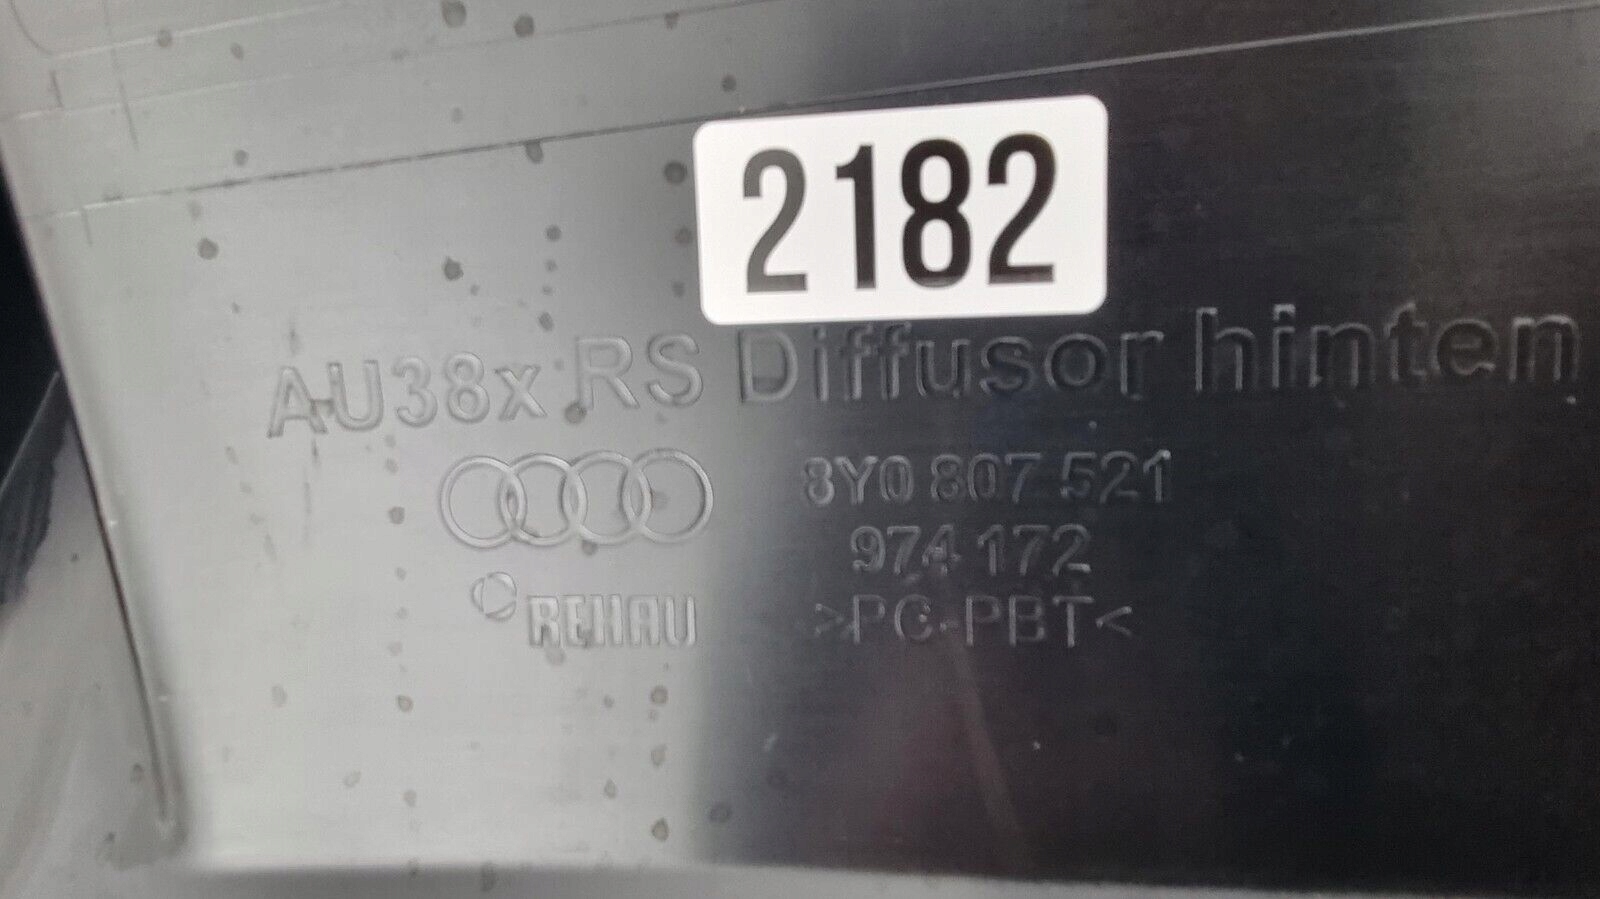 2182
AU38x RS Diffusor hinten
8Y0 807 521
974 172
REHAU >PC-PBT<